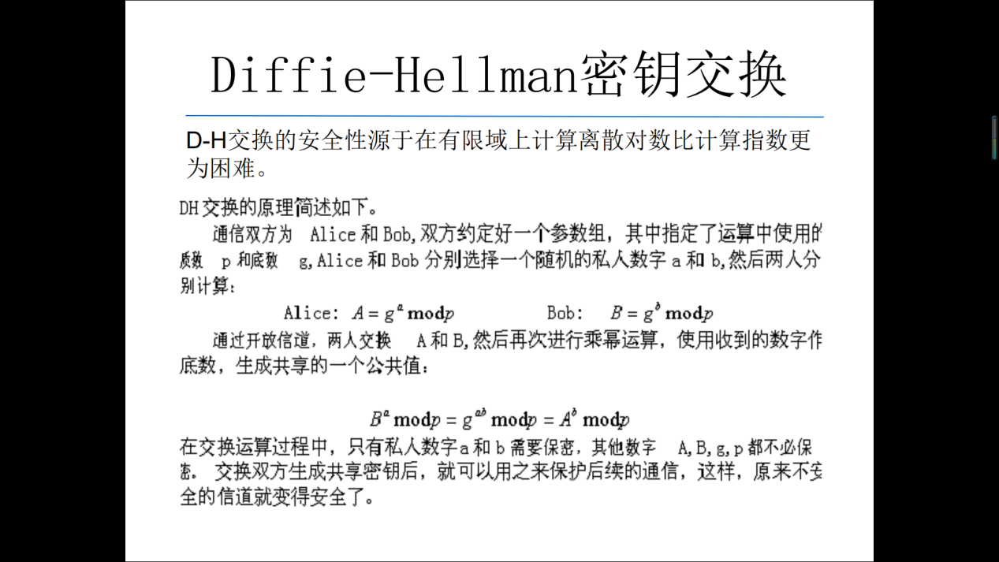 Diffie-Hellman密钥交换
D-H交换的安全性源于在有限域上计算离散对数比计算指数更
为困难。
DH交换的原理简述如下。
通信双方为 Alice 和 Bob,双方约定好一个参数组，其中指定了运算中使用的
质数 p 和底数 g,Alice 和 Bob 分别选择一个随机的私人数字 a 和 b,然后两人分
别计算:
Alice: A = g^a mod p Bob: B = g^b mod p
通过开放信道，两人交换 A 和 B,然后再次进行乘幂运算，使用收到的数字作
底数，生成共享的一个公共值:
B^a mod p = g^ab mod p = A^b mod p
在交换运算过程中，只有私人数字a 和 b 需要保密，其他数字 A,B,g,p 都不必保
密。 交换双方生成共享密钥后，就可以用之来保护后续的通信，这样，原来不安
全的信道就变得安全了。